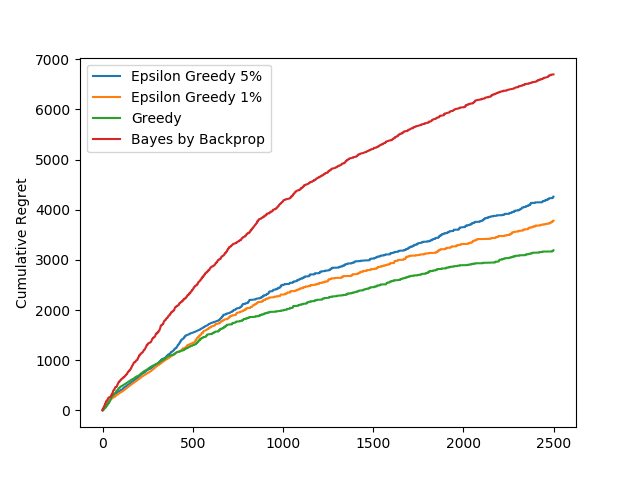 7000
6000
5000
4000
3000
2000
1000
0
Cumulative Regret
Epsilon Greedy 5%
Epsilon Greedy 1%
Greedy
Bayes by Backprop
0 500 1000 1500 2000 2500